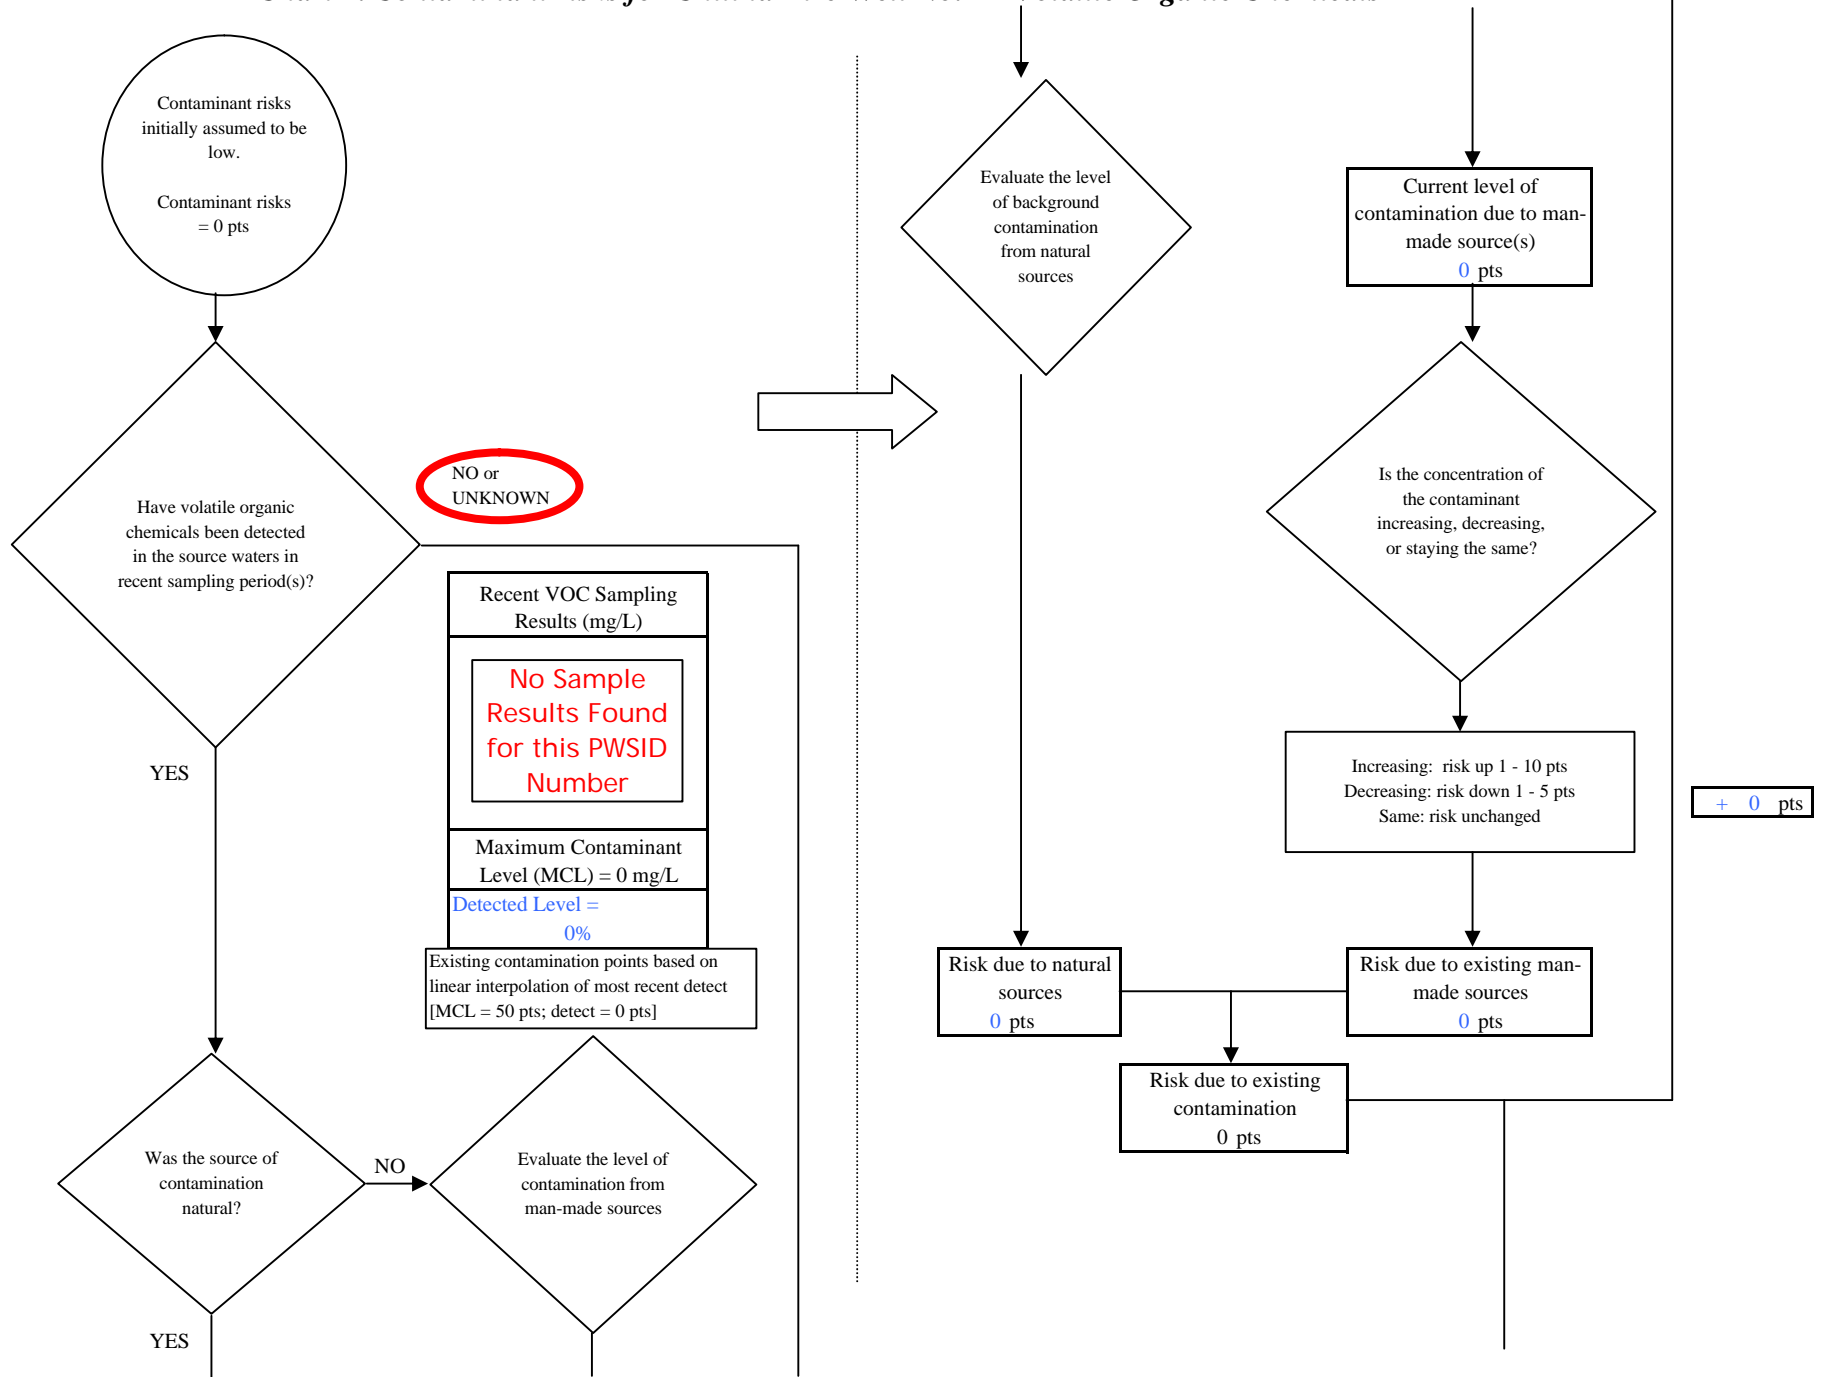 Contaminant risks
initially assumed to be
low.
Contaminant risks
= 0 pts
Have volatile organic
chemicals been detected
in the source waters in
recent sampling period(s)?
NO or
UNKNOWN
YES
Recent VOC Sampling
Results (mg/L)
No Sample
Results Found
for this PWSID
Number
Maximum Contaminant
Level (MCL) = 0 mg/L
Detected Level =
0%
Existing contamination points based on
linear interpolation of most recent detect
[MCL = 50 pts; detect = 0 pts]
Was the source of
contamination
natural?
NO
Evaluate the level of
contamination from
man-made sources
YES
Evaluate the level
of background
contamination
from natural
sources
Current level of
contamination due to man-
made source(s)
0 pts
Is the concentration of
the contaminant
increasing, decreasing,
or staying the same?
Increasing: risk up 1 - 10 pts
Decreasing: risk down 1 - 5 pts
Same: risk unchanged
+ 0 pts
Risk due to natural
sources
0 pts
Risk due to existing man-
made sources
0 pts
Risk due to existing
contamination
0 pts